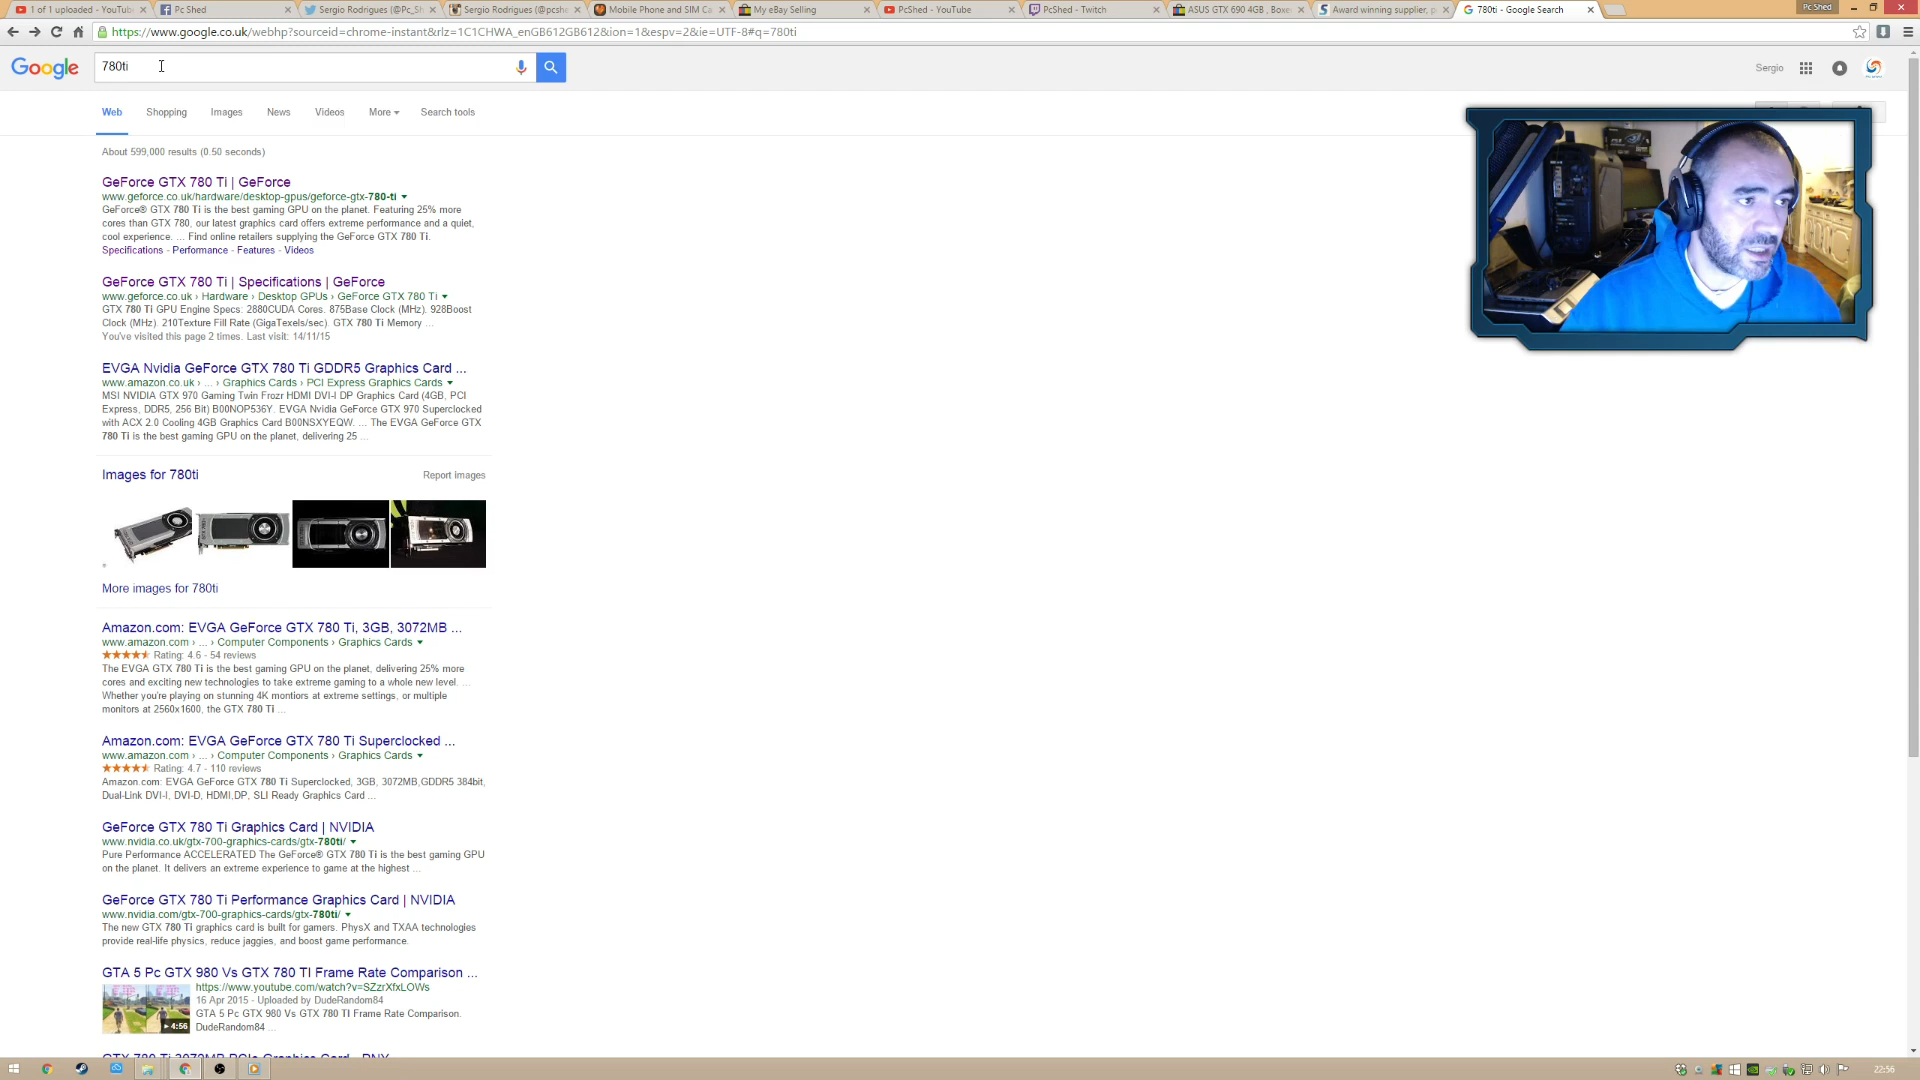 1 of 1 uploaded - YouTub
Pc Shed
Sergio Rodrigues (@Pc_Sh
Sergio Rodrigues (@pcshe
Mobile Phone and SIM Ca
My eBay Selling
PcShed - YouTube
PcShed - Twitch
ASUS GTX 690 4GB , Boxe
Award winning supplier, p
780ti - Google Search
Pc Shed
https://www.google.co.uk/webhp?sourceid=chrome-instant&rlz=1C1CHWA_enGB612GB612&ion=1&espv=2&ie=UTF-8#q=780ti
Google
780ti
Sergio
Web
Shopping
Images
News
Videos
More
Search tools
About 599,000 results (0.50 seconds)
GeForce GTX 780 Ti | GeForce
www.geforce.co.uk/hardware/desktop-gpus/geforce-gtx-780-ti
GeForce® GTX 780 Ti is the best gaming GPU on the planet. Featuring 25% more
cores than GTX 780, our latest graphics card offers extreme performance and a quiet,
cool experience. ... Find online retailers supplying the GeForce GTX 780 Ti.
Specifications - Performance - Features - Videos
GeForce GTX 780 Ti | Specifications | GeForce
www.geforce.co.uk › Hardware › Desktop GPUs › GeForce GTX 780 Ti
GTX 780 Ti GPU Engine Specs: 2880CUDA Cores. 875Base Clock (MHz). 928Boost
Clock (MHz). 210Texture Fill Rate (GigaTexels/sec). GTX 780 Ti Memory ...
You've visited this page 2 times. Last visit: 14/11/15
EVGA Nvidia GeForce GTX 780 Ti GDDR5 Graphics Card ...
www.amazon.co.uk › ... › Graphics Cards › PCI Express Graphics Cards
MSI NVIDIA GTX 970 Gaming Twin Frozr HDMI DVI-I DP Graphics Card (4GB, PCI
Express, DDR5, 256 Bit) B00NOP536Y. EVGA Nvidia GeForce GTX 970 Superclocked
with ACX 2.0 Cooling 4GB Graphics Card B00NSXYEQW. ... The EVGA GeForce GTX
780 Ti is the best gaming GPU on the planet, delivering 25 ...
Images for 780ti
Report images
More images for 780ti
Amazon.com: EVGA GeForce GTX 780 Ti, 3GB, 3072MB ...
www.amazon.com › ... › Computer Components › Graphics Cards
Rating: 4.6 - 54 reviews
The EVGA GTX 780 Ti is the best gaming GPU on the planet, delivering 25% more
cores and exciting new technologies to take extreme gaming to a whole new level. ...
Whether you're playing on stunning 4K montiors at extreme settings, or multiple
monitors at 2560x1600, the GTX 780 Ti ...
Amazon.com: EVGA GeForce GTX 780 Ti Superclocked ...
www.amazon.com › ... › Computer Components › Graphics Cards
Rating: 4.7 - 110 reviews
Amazon.com: EVGA GeForce GTX 780 Ti Superclocked, 3GB, 3072MB,GDDR5 384bit,
Dual-Link DVI-I, DVI-D, HDMI,DP, SLI Ready Graphics Card ...
GeForce GTX 780 Ti Graphics Card | NVIDIA
www.nvidia.co.uk/gtx-700-graphics-cards/gtx-780ti/
Pure Performance ACCELERATED The GeForce® GTX 780 Ti is the best gaming GPU
on the planet. It delivers an extreme experience to game at the highest ...
GeForce GTX 780 Ti Performance Graphics Card | NVIDIA
www.nvidia.com/gtx-700-graphics-cards/gtx-780ti/
The new GTX 780 Ti graphics card is built for gamers. PhysX and TXAA technologies
provide real-life physics, reduce jaggies, and boost game performance.
GTA 5 Pc GTX 980 Vs GTX 780 TI Frame Rate Comparison ...
https://www.youtube.com/watch?v=SZzrXfxLOWs
16 Apr 2015 - Uploaded by DudeRandom84
GTA 5 Pc GTX 980 Vs GTX 780 TI Frame Rate Comparison.
DudeRandom84 ...
4:56
GTX 780 Ti 3072MB PCIe Graphics Card - PNY
22:56